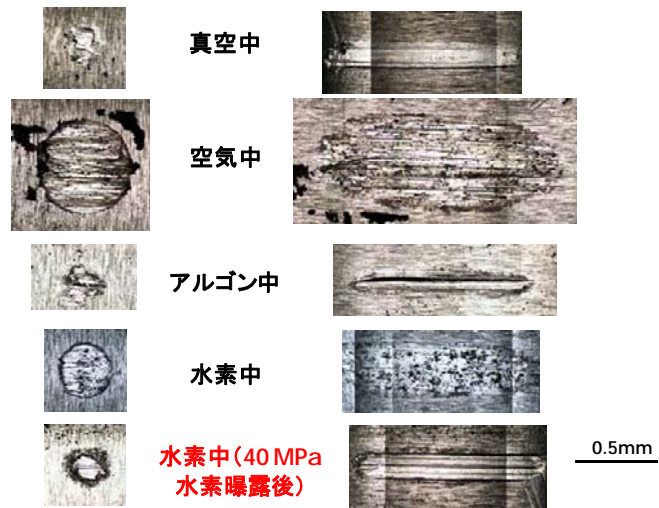 真空中
空気中
アルゴン中
水素中
水素中(40 MPa
水素曝露後)
0.5mm